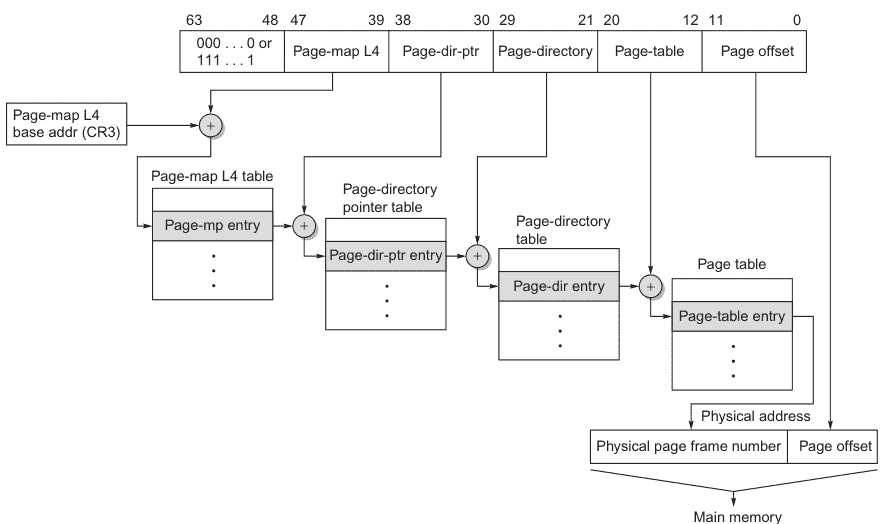 63 48 47 39 38 30 29 21 20 12 11 0
000 . . . 0 or
111 . . . 1
Page-map L4
Page-dir-ptr
Page-directory
Page-table
Page offset
Page-map L4
base addr (CR3)
+
Page-map L4 table
Page-mp entry
+
Page-directory
pointer table
Page-dir-ptr entry
+
Page-directory
table
Page-dir entry
+
Page table
Page-table entry
Physical address
Physical page frame number
Page offset
Main memory